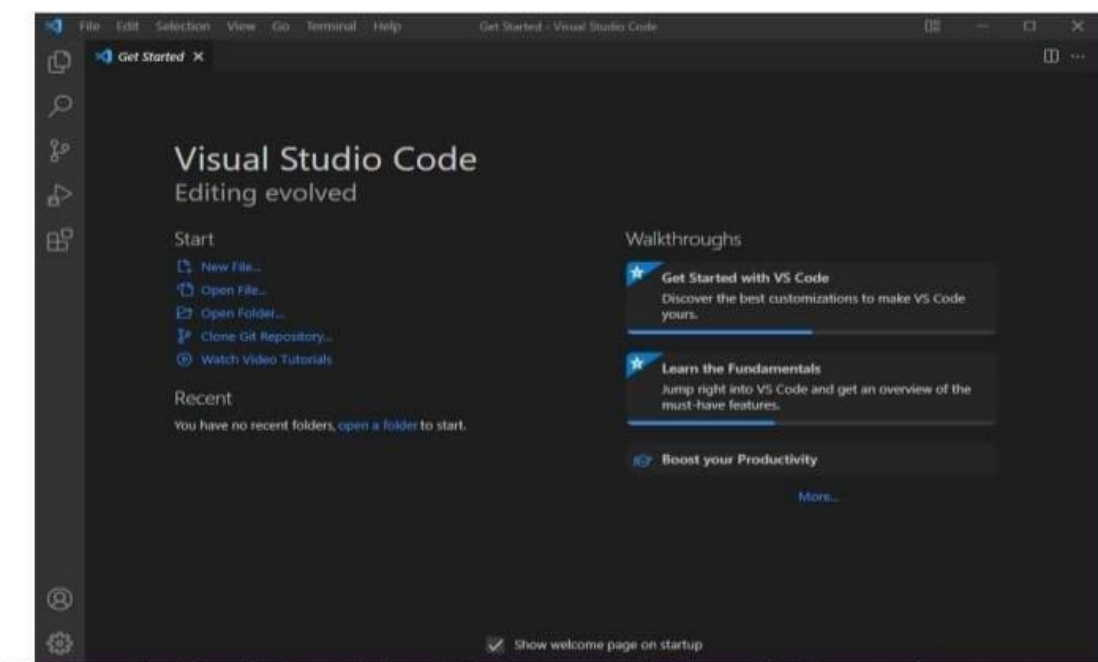 File Edit Selection View Go Terminal Help Get Started - Visual Studio Code
Get Started
Visual Studio Code
Editing evolved
Start
New File...
Open File...
Open Folder...
Clone Git Repository...
Watch Video Tutorials
Recent
You have no recent folders, open a folder to start.
Walkthroughs
Get Started with VS Code
Discover the best customizations to make VS Code
yours.
Learn the Fundamentals
Jump right into VS Code and get an overview of the
must-have features.
Boost your Productivity
More...
Show welcome page on startup